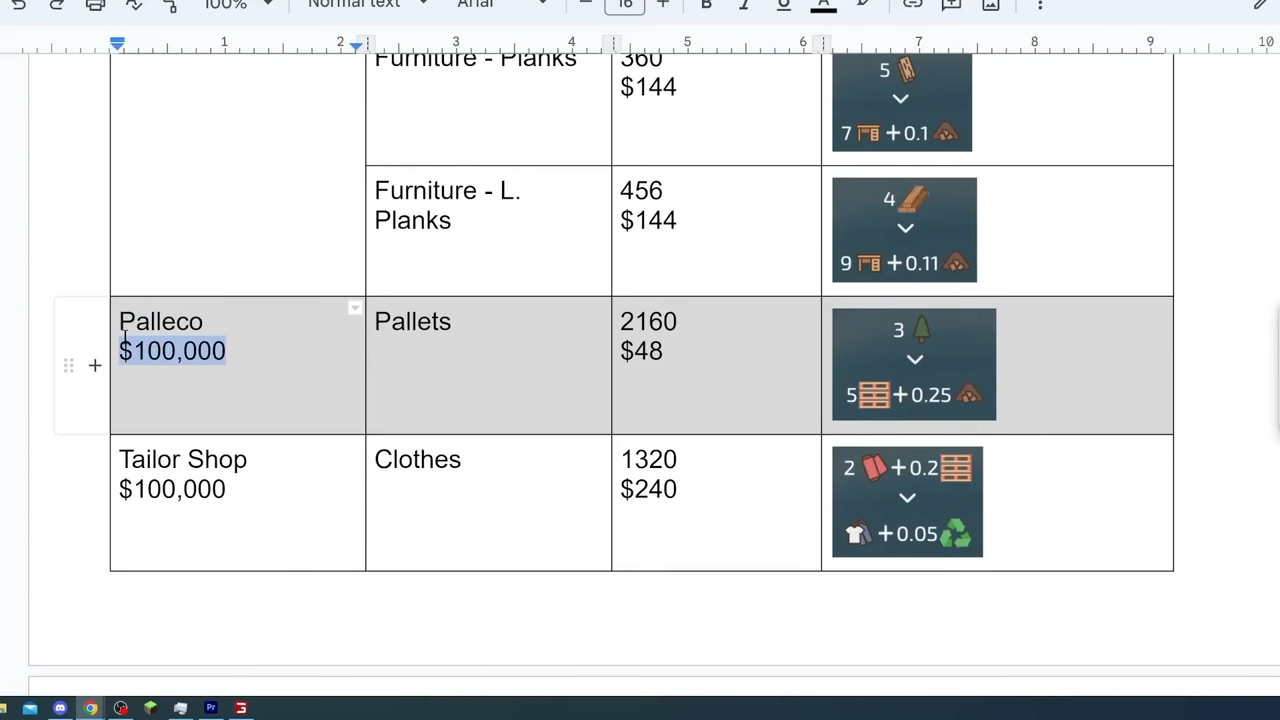 100%
Normal text
Arial
16
B I U A
1 2 3 4 5 6 7 8 9 10
Furniture - Planks
360
$144
5
7 +0.1
Furniture - L.
Planks
456
$144
4
9 +0.11
Palleco
$100,000
Pallets
2160
$48
3
5 +0.25
Tailor Shop
$100,000
Clothes
1320
$240
2 +0.2
+0.05
Pr